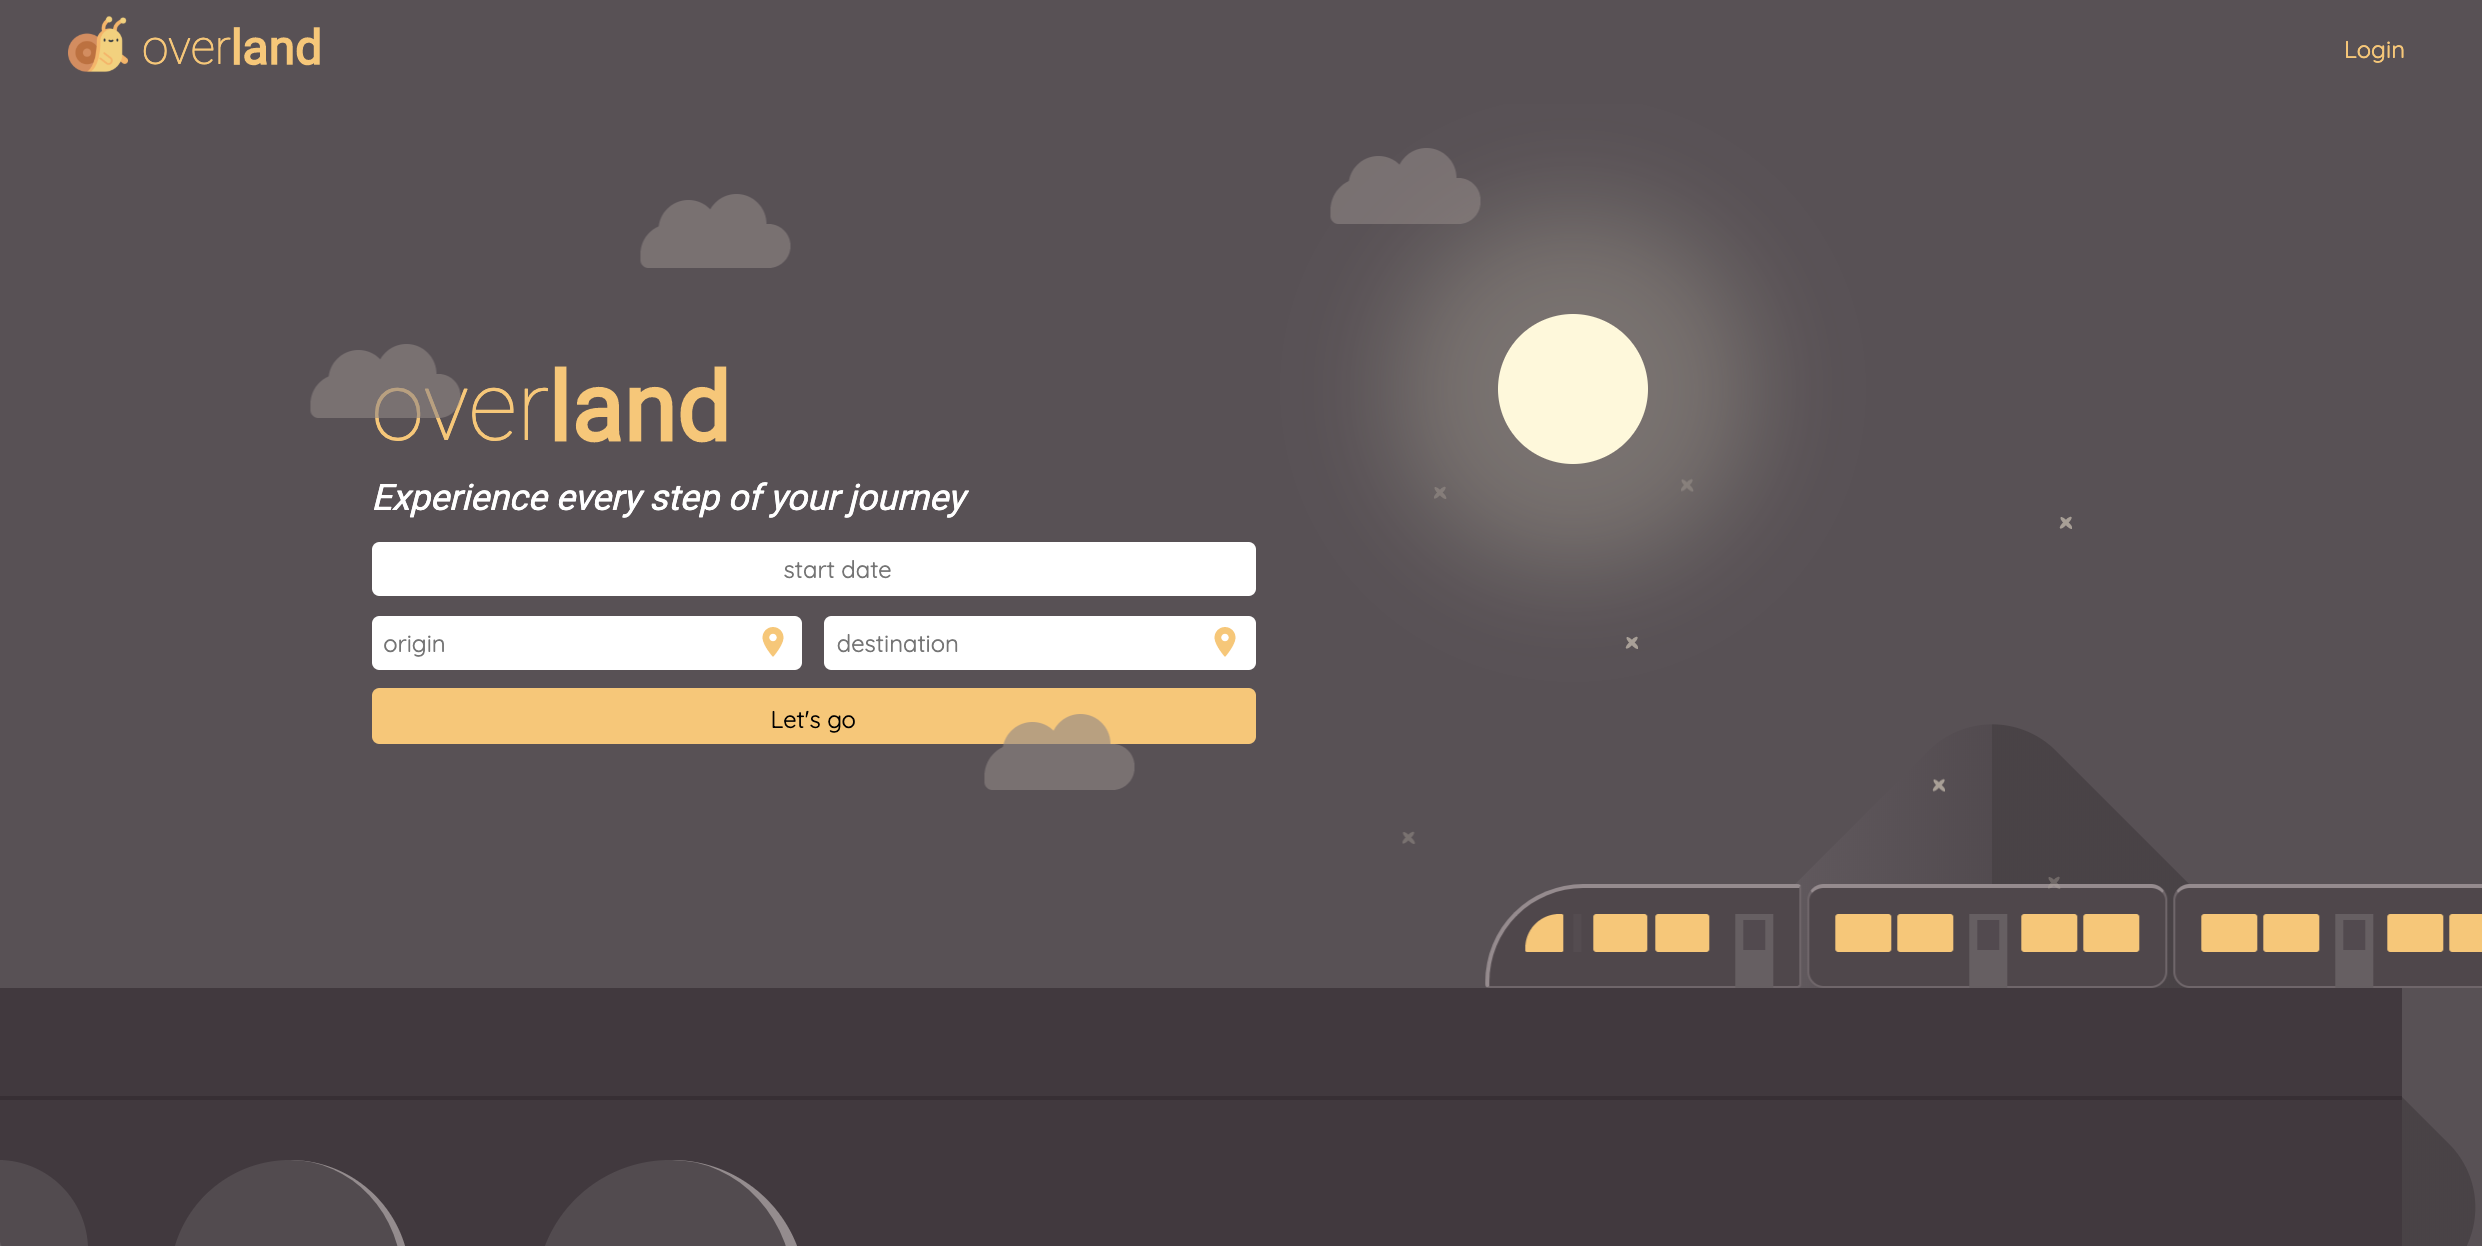 overland
Login
overland
Experience every step of your journey
start date
origin
destination
Let's go